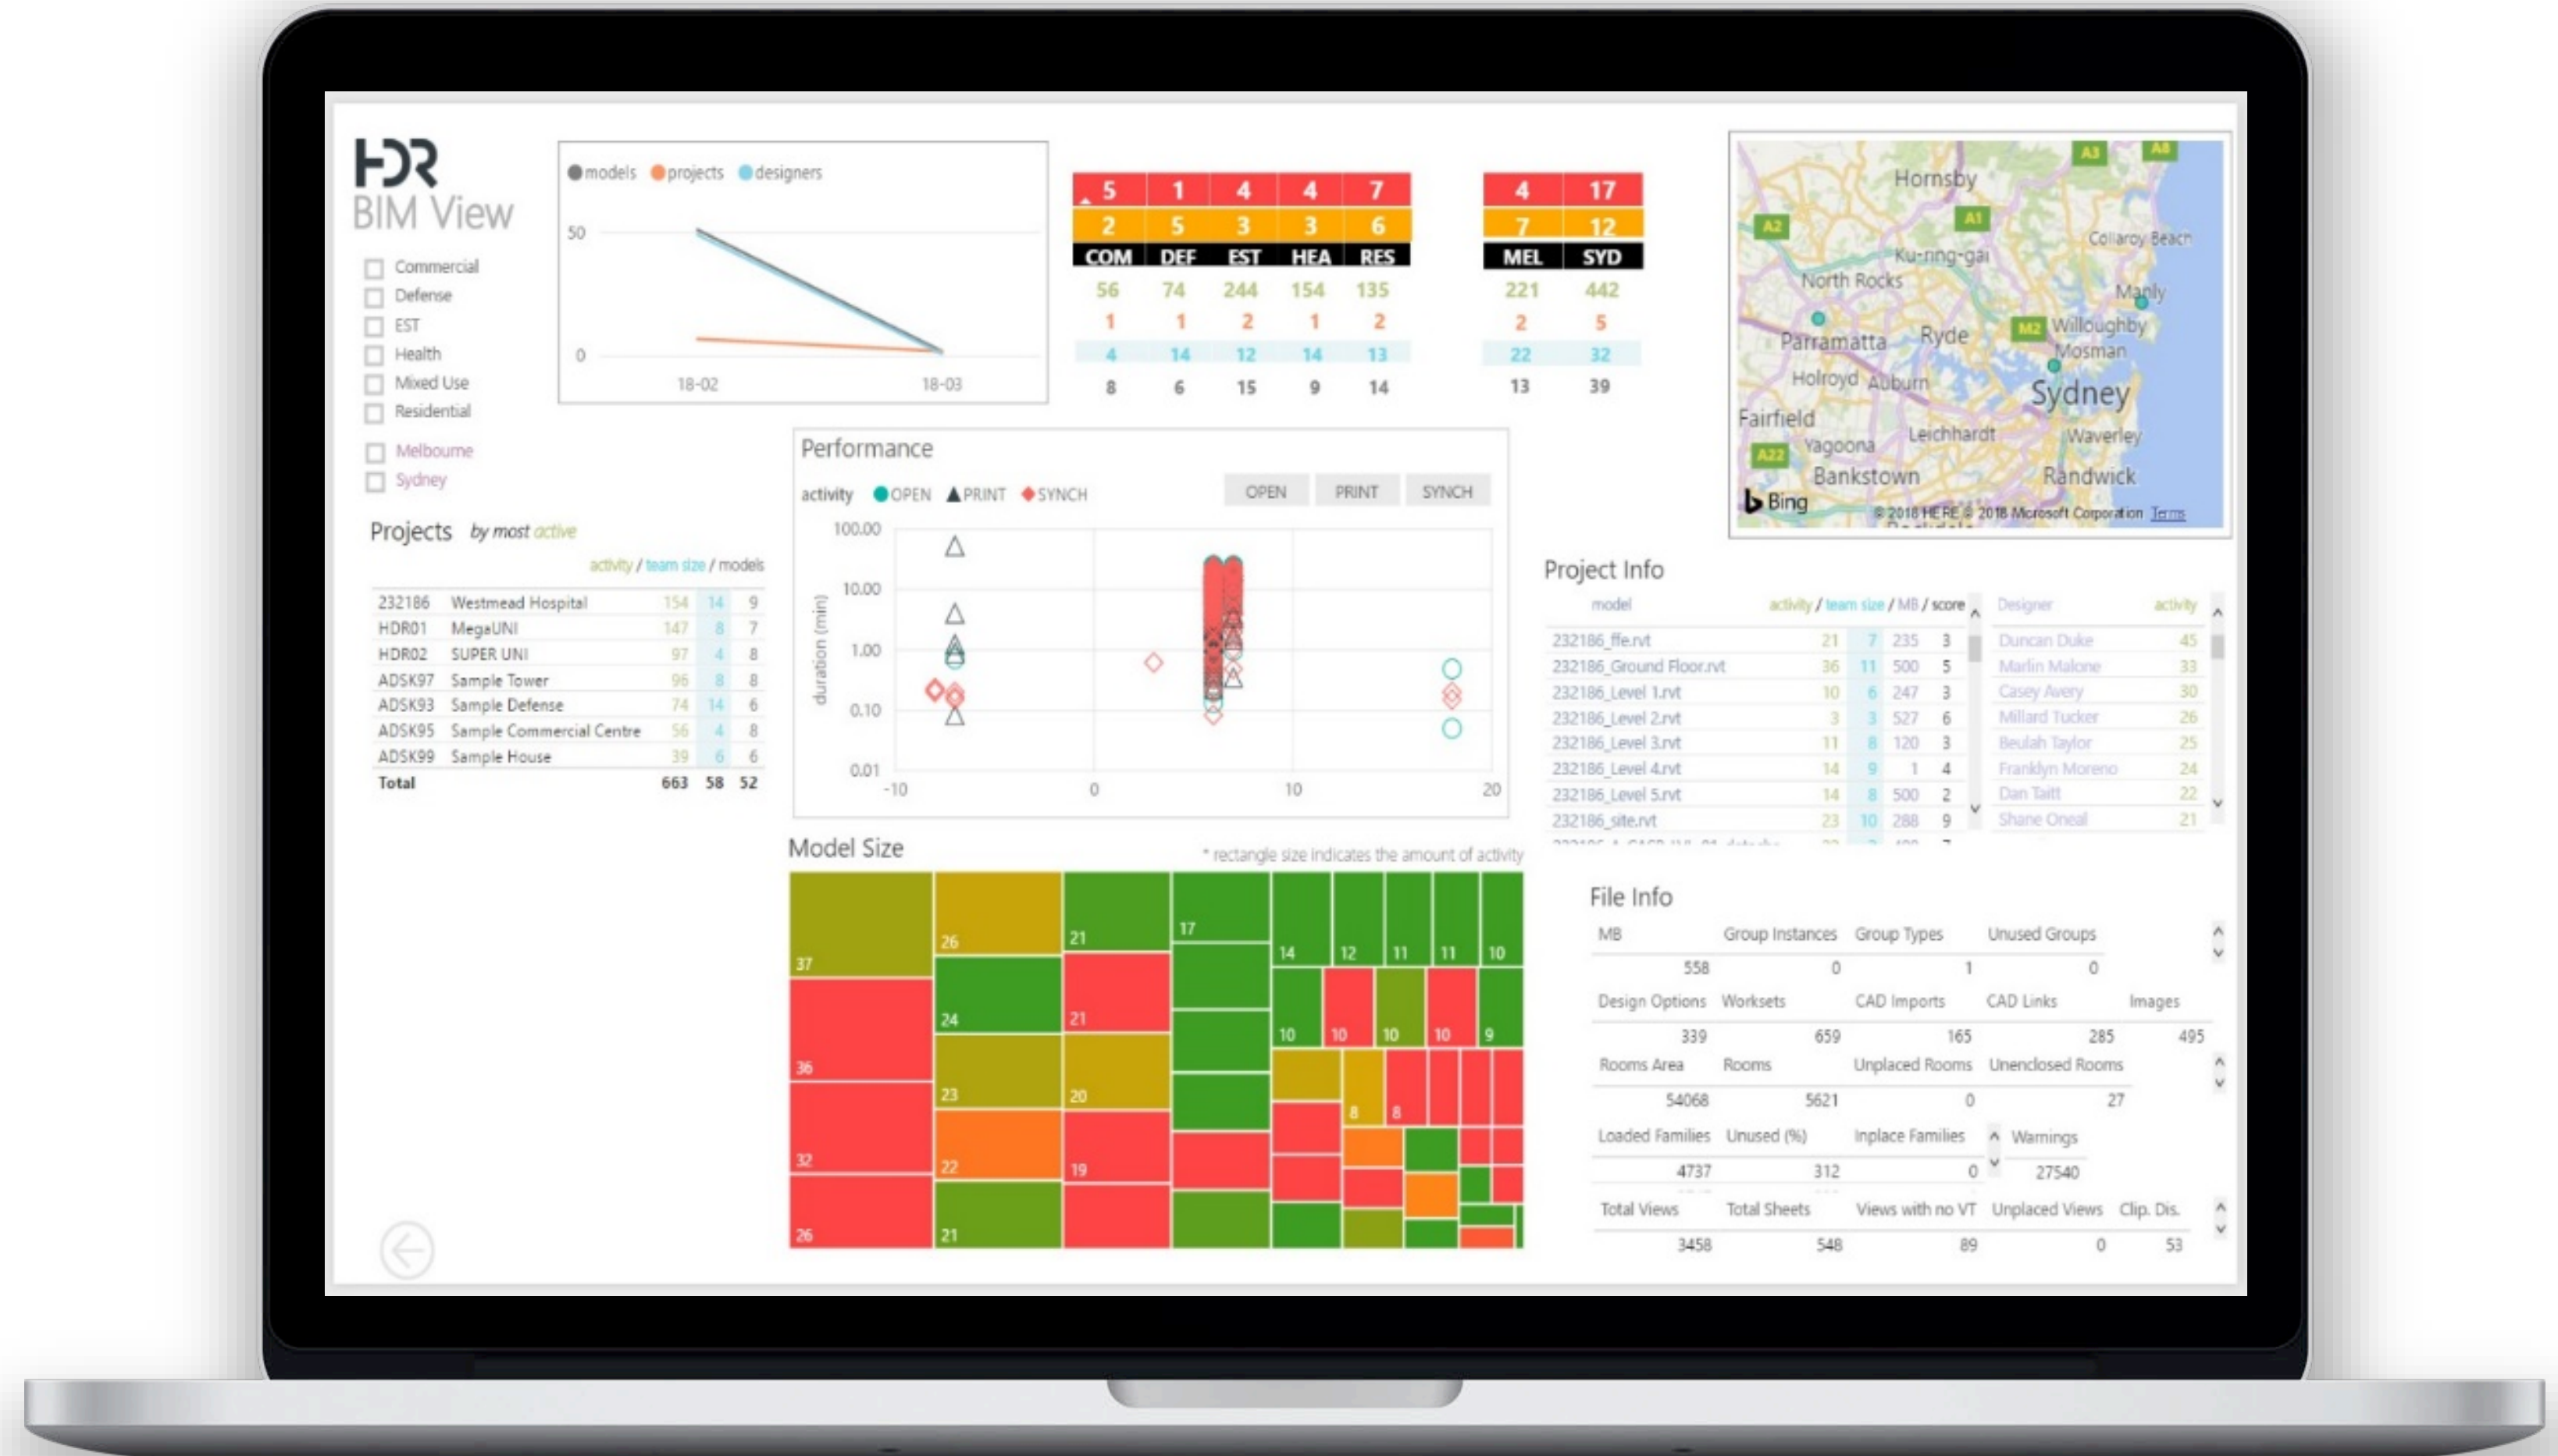 HDR
BIM View
Commercial
Defense
EST
Health
Mixed Use
Residential
Melbourne
Sydney
models projects designers
50
0
18-02 18-03
5 1 4 4 7
2 5 3 3 6
COM DEF EST HEA RES
56 74 244 154 135
1 1 2 1 2
4 14 12 14 13
8 6 15 9 14
4 17
7 12
MEL SYD
221 442
2 5
22 32
13 39
A3 A8
Hornsby
A2 A1
Collaroy Beach
Ku-ring-gai
North Rocks
Manly
M2 Willoughby
Parramatta Ryde
Mosman
Holroyd Auburn
Sydney
Fairfield
Leichhardt Waverley
A22 Yagoona
Bankstown Randwick
Bing
© 2018 HERE © 2018 Microsoft Corporation Terms
Projects by most active
activity / team size / models
232186 Westmead Hospital 154 14 9
HDR01 MegaUNI 147 8 7
HDR02 SUPER UNI 97 4 8
ADSK97 Sample Tower 96 8 8
ADSK93 Sample Defense 74 14 6
ADSK95 Sample Commercial Centre 56 4 8
ADSK99 Sample House 39 6 6
Total 663 58 52
Performance
activity OPEN PRINT SYNCH
OPEN PRINT SYNCH
100.00
10.00
1.00
0.10
0.01
duration (min)
-10 0 10 20
Project Info
model activity / team size / MB / score
232186_ffe.rvt 21 7 235 3
232186_Ground Floor.rvt 36 11 500 5
232186_Level 1.rvt 10 6 247 3
232186_Level 2.rvt 3 3 527 6
232186_Level 3.rvt 11 8 120 3
232186_Level 4.rvt 14 9 1 4
232186_Level 5.rvt 14 8 500 2
232186_site.rvt 23 10 288 9
Designer activity
Duncan Duke 45
Marlin Malone 33
Casey Avery 30
Millard Tucker 26
Beulah Taylor 25
Franklyn Moreno 24
Dan Taitt 22
Shane Oneal 21
Model Size
* rectangle size indicates the amount of activity
37
36
32
26
26
24
23
22
21
21
21
20
19
17
14 12 11 11 10
10 10 10 10 9
8 8
File Info
MB Group Instances Group Types Unused Groups
558 0 1 0
Design Options Worksets CAD Imports CAD Links Images
339 659 165 285 495
Rooms Area Rooms Unplaced Rooms Unenclosed Rooms
54068 5621 0 27
Loaded Families Unused (%) Inplace Families Warnings
4737 312 0 27540
Total Views Total Sheets Views with no VT Unplaced Views Clip. Dis.
3458 548 89 0 53